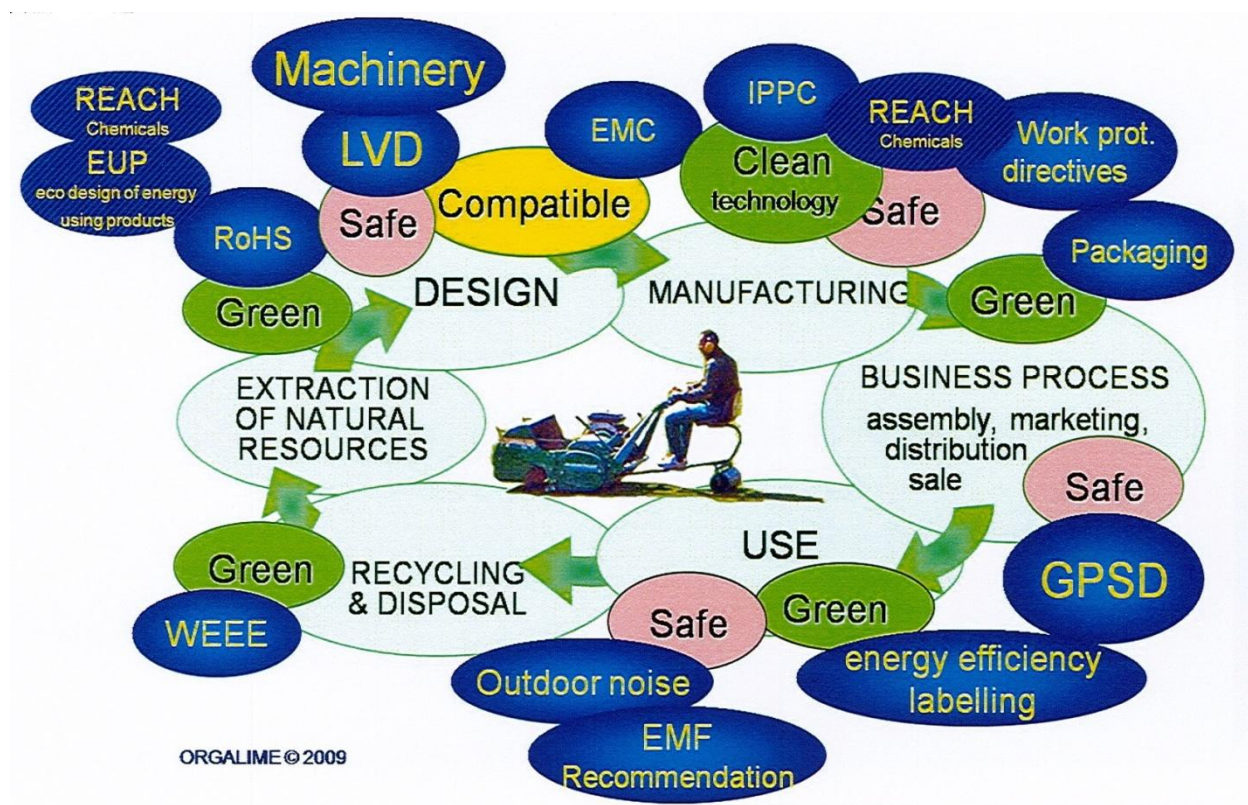 Machinery
REACH
Chemicals
LVD
EUP
eco design of energy
using products
RoHS
Safe
Compatible
EMC
Green
DESIGN
IPPC
REACH
Chemicals
Clean
technology
Safe
Work prot.
directives
MANUFACTURING
Packaging
Green
EXTRACTION
OF NATURAL
RESOURCES
BUSINESS PROCESS
assembly, marketing,
distribution
sale
Safe
GPSD
USE
Green
Safe
energy efficiency
labelling
Outdoor noise
EMF
Recommendation
RECYCLING
& DISPOSAL
Green
WEEE
ORGALIME © 2009